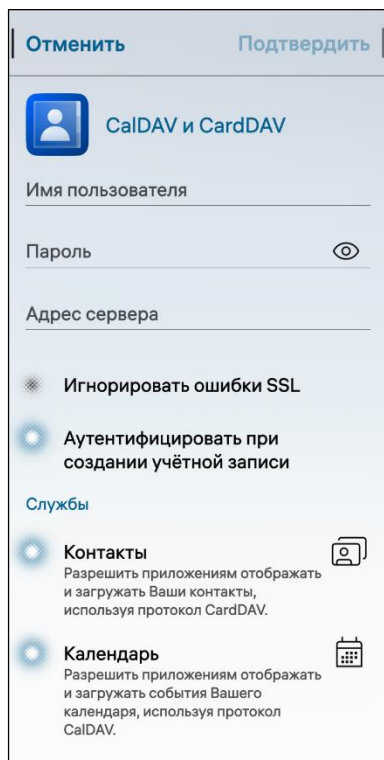 Отменить Подтвердить
CalDAV и CardDAV
Имя пользователя
Пароль
Адрес сервера
Игнорировать ошибки SSL
Аутентифицировать при
создании учётной записи
Службы
Контакты
Разрешить приложениям отображать
и загружать Ваши контакты,
используя протокол CardDAV.
Календарь
Разрешить приложениям отображать
и загружать события Вашего
календаря, используя протокол
CalDAV.